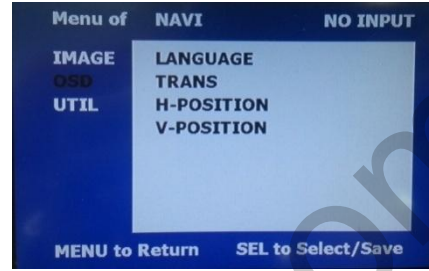 Menu of NAVI NO INPUT
IMAGE LANGUAGE
OSD TRANS
UTIL H-POSITION
V-POSITION
MENU to Return SEL to Select/Save